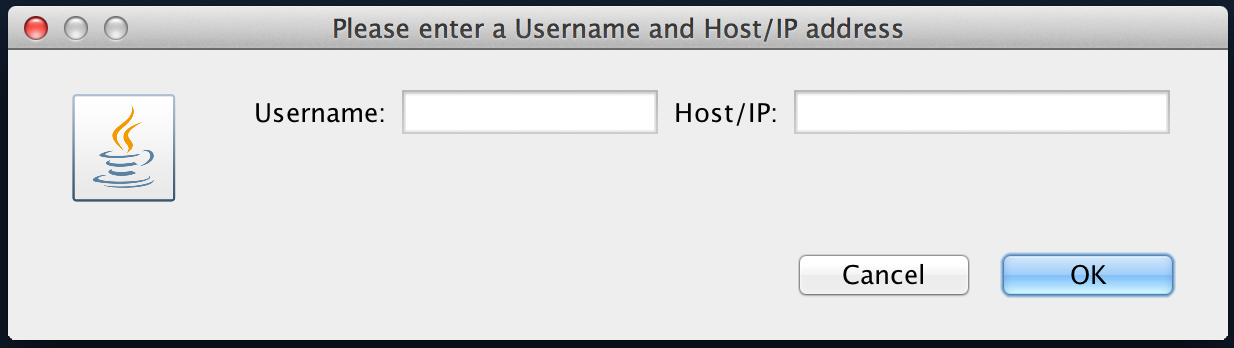 Please enter a Username and Host/IP address
Username: Host/IP:
Cancel OK